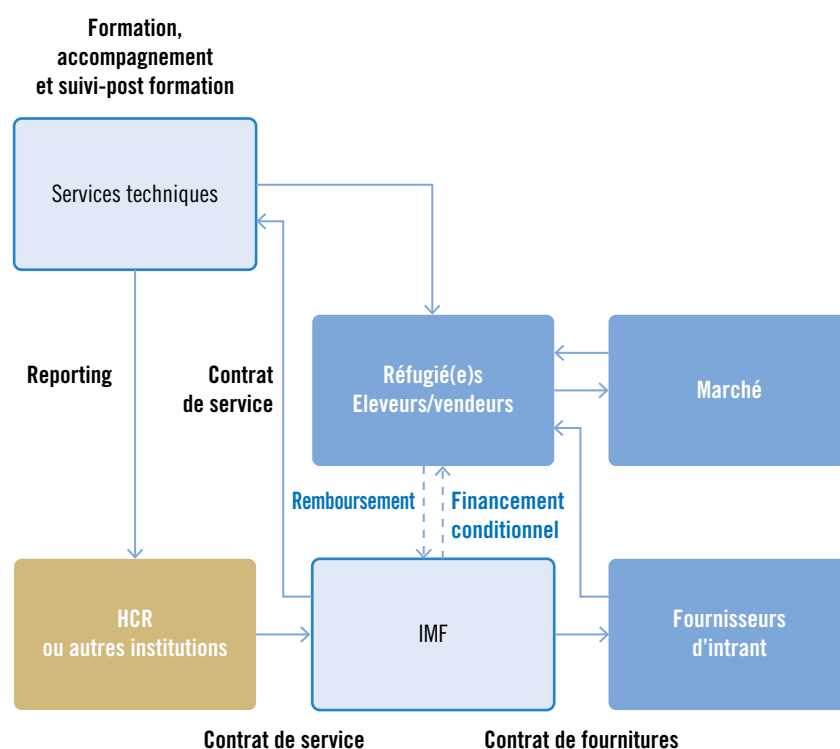 Formation,
accompagnement
et suivi-post formation
Services techniques
Reporting
Contrat
de service
Réfugié(e)s
Eleveurs/vendeurs
Marché
Remboursement
Financement
conditionnel
HCR
ou autres institutions
IMF
Fournisseurs
d'intrant
Contrat de service
Contrat de fournitures